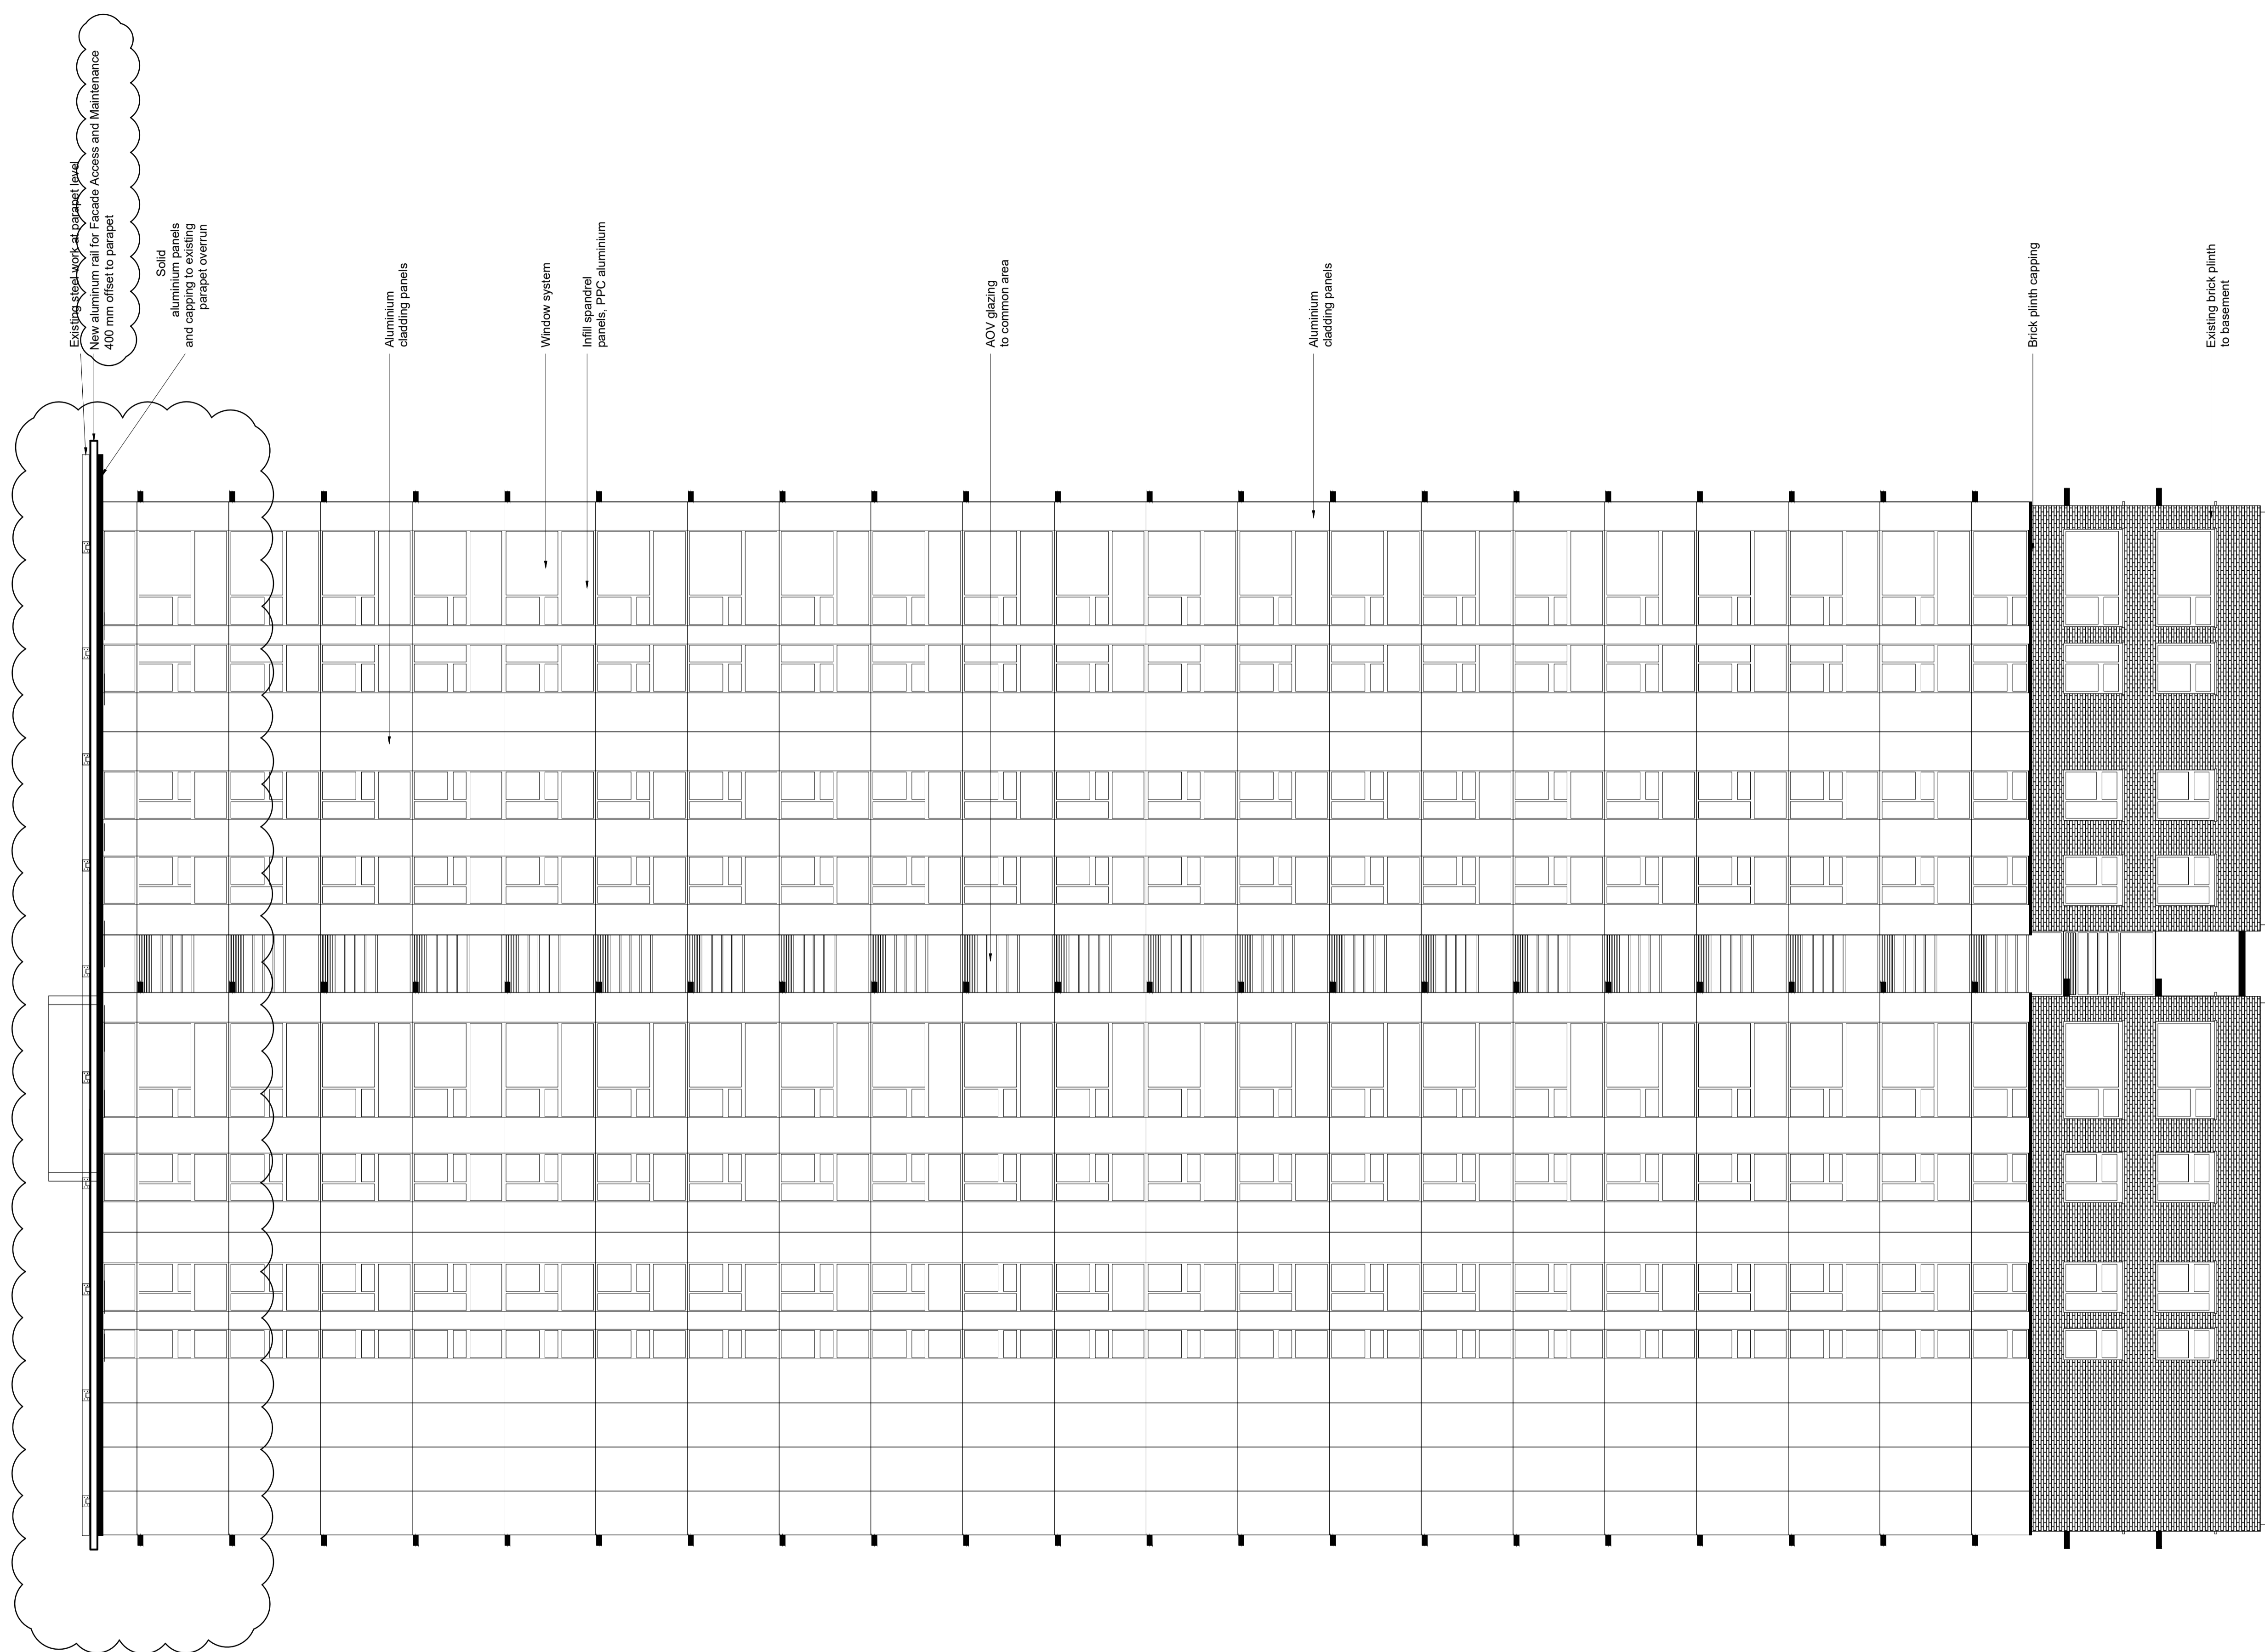 Existing steel work at parapet level
New aluminum rail for Facade Access and Maintenance
400 mm offset to parapet
Solid
aluminium panels
and capping to existing
parapet overrun
Aluminium
cladding panels
Window system
Infill spandrel
panels, PPC aluminium
AOV glazing
to common area
Aluminium
cladding panels
Brick plinth capping
Existing brick plinth
to basement